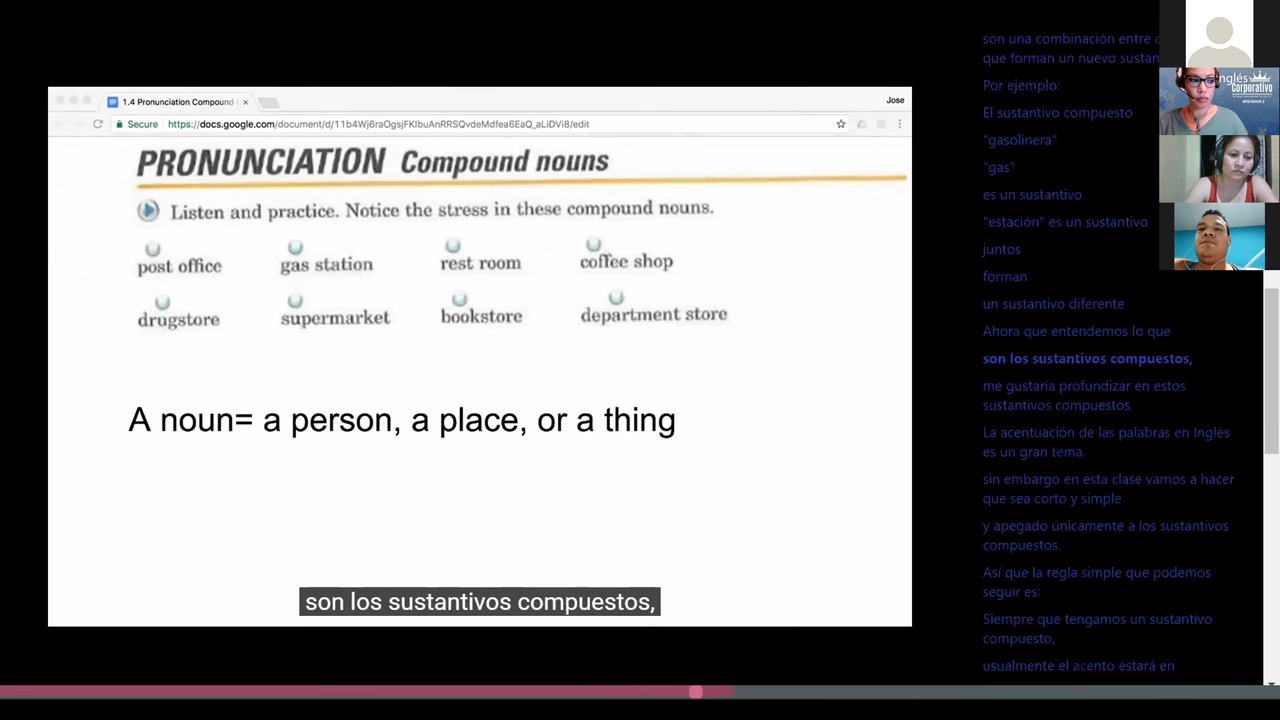 1.4 Pronunciation Compound
Jose
Secure
https://docs.google.com/document/d/11b4Wj6raOgsjFKIbuAnRRSQvdeMdfea6EaQ_aLiDVi8/edit
PRONUNCIATION Compound nouns
Listen and practice. Notice the stress in these compound nouns.
post office gas station rest room coffee shop
drugstore supermarket bookstore department store
A noun= a person, a place, or a thing
son los sustantivos compuestos,
son una combinación entre
que forman un nuevo sustan
Por ejemplo:
El sustantivo compuesto
"gasolinera"
"gas"
es un sustantivo
"estación" es un sustantivo
juntos
forman
un sustantivo diferente
Ahora que entendemos lo que
son los sustantivos compuestos,
me gustaría profundizar en estos
sustantivos compuestos.
La acentuación de las palabras en Inglés
es un gran tema
sin embargo en esta clase vamos a hacer
que sea corto y simple
y apegado únicamente a los sustantivos
compuestos.
Así que la regla simple que podemos
seguir es:
Siempre que tengamos un sustantivo
compuesto,
usualmente el acento estará en
Inglés
Corporativo
BEGINNER 2